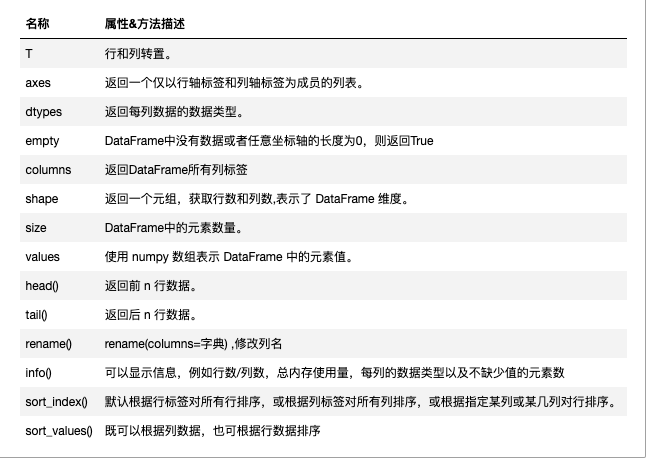 名称 属性&方法描述
T 行和列转置。
axes 返回一个仅以行轴标签和列轴标签为成员的列表。
dtypes 返回每列数据的数据类型。
empty DataFrame中没有数据或者任意坐标轴的长度为0，则返回True
columns 返回DataFrame所有列标签
shape 返回一个元组，获取行数和列数,表示了 DataFrame 维度。
size DataFrame中的元素数量。
values 使用 numpy 数组表示 DataFrame 中的元素值。
head() 返回前 n 行数据。
tail() 返回后 n 行数据。
rename() rename(columns=字典) ,修改列名
info() 可以显示信息，例如行数/列数，总内存使用量，每列的数据类型以及不缺少值的元素数
sort_index() 默认根据行标签对所有行排序，或根据列标签对所有列排序，或根据指定某列或某几列对行排序。
sort_values() 既可以根据列数据，也可根据行数据排序